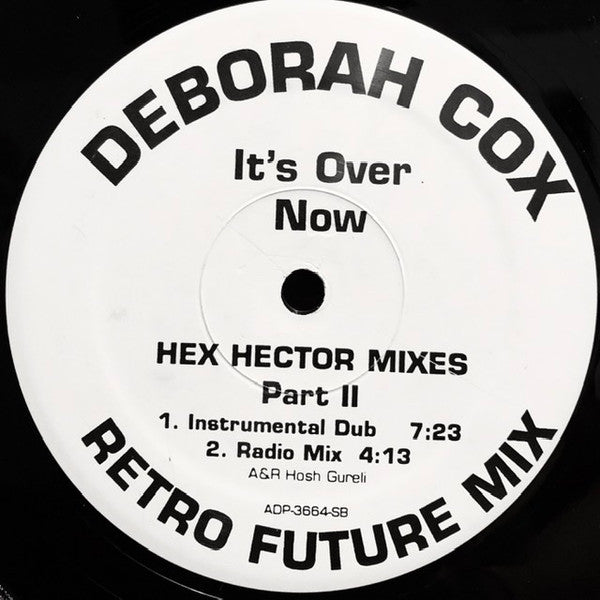 DEBORAH COX
It's Over
Now
HEX HECTOR MIXES
Part II
1. Instrumental Dub 7:23
2. Radio Mix 4:13
A&R Hosh Gureli
ADP-3664-SB
RETRO FUTURE MIX